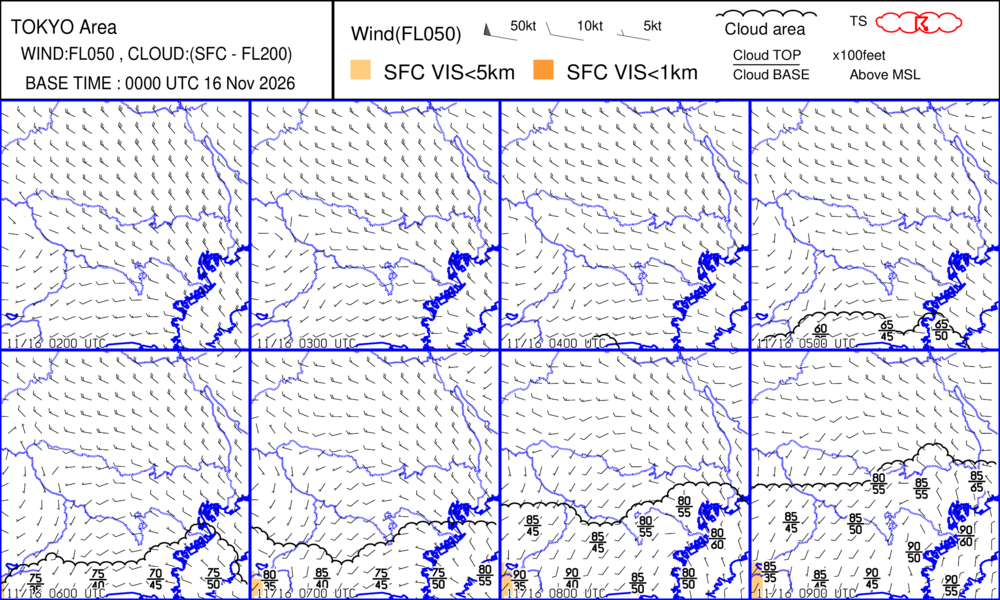 TOKYO Area
WIND:FL050 , CLOUD:(SFC - FL200)
BASE TIME : 0000 UTC 16 Nov 2026
Wind(FL050)
50kt
10kt
5kt
SFC VIS<5km
SFC VIS<1km
Cloud area
TS
Cloud TOP
Cloud BASE
x100feet
Above MSL
11/16 0200 UTC
11/16 0300 UTC
11/16 0400 UTC
11/16 0500 UTC
60
65
45
65
50
11/16 0600 UTC
75
75
70
45
75
50
11/16 0700 UTC
80
85
40
75
45
80
50
80
55
11/16 0800 UTC
85
45
85
45
80
55
80
55
80
60
90
90
40
85
50
80
55
11/16 0900 UTC
80
55
85
55
85
65
85
45
85
50
90
60
90
50
85
35
85
45
90
45
90
55